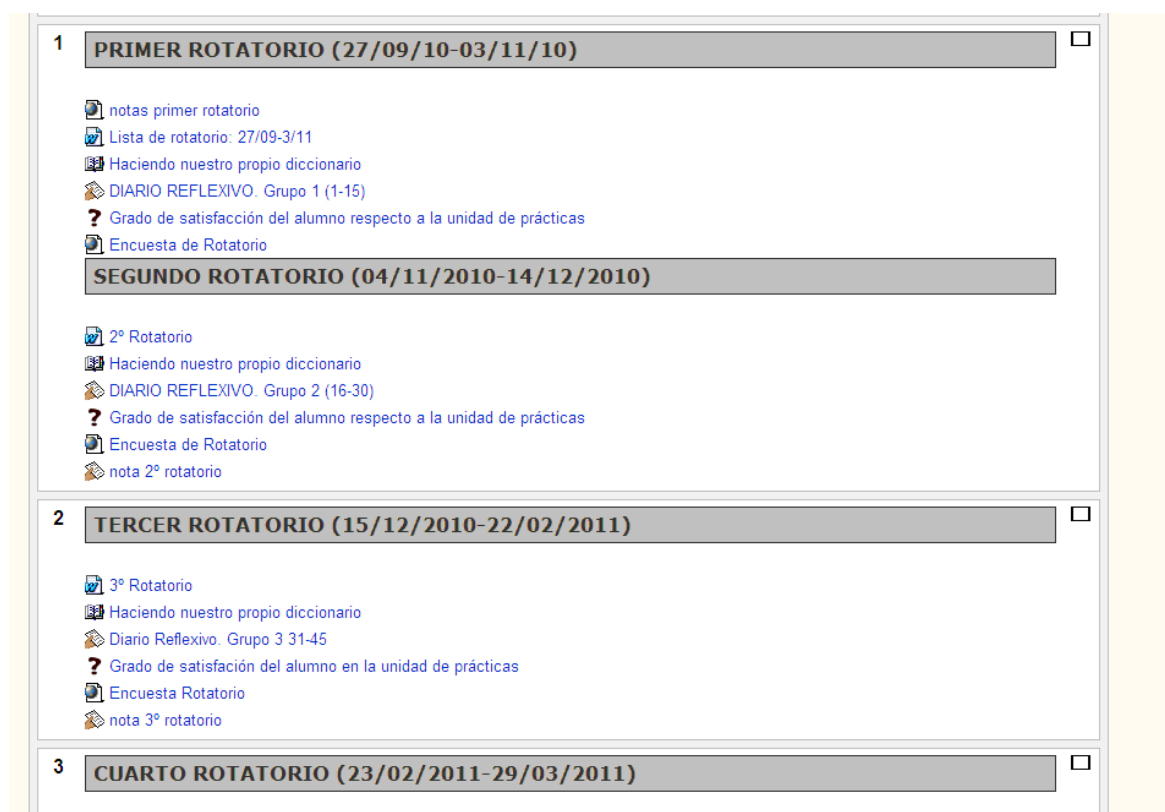 1
PRIMER ROTATORIO (27/09/10-03/11/10)
notas primer rotatorio
Lista de rotatorio: 27/09-3/11
Haciendo nuestro propio diccionario
DIARIO REFLEXIVO. Grupo 1 (1-15)
? Grado de satisfacción del alumno respecto a la unidad de prácticas
Encuesta de Rotatorio
SEGUNDO ROTATORIO (04/11/2010-14/12/2010)
2º Rotatorio
Haciendo nuestro propio diccionario
DIARIO REFLEXIVO. Grupo 2 (16-30)
? Grado de satisfacción del alumno respecto a la unidad de prácticas
Encuesta de Rotatorio
nota 2º rotatorio
2
TERCER ROTATORIO (15/12/2010-22/02/2011)
3º Rotatorio
Haciendo nuestro propio diccionario
Diario Reflexivo. Grupo 3 31-45
? Grado de satisfación del alumno en la unidad de prácticas
Encuesta Rotatorio
nota 3º rotatorio
3
CUARTO ROTATORIO (23/02/2011-29/03/2011)